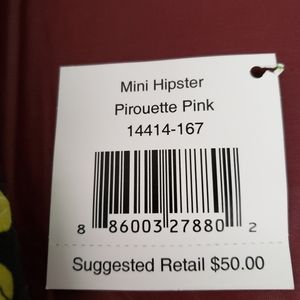 Mini Hipster
Pirouette Pink
14414-167
8 86003 27880 2
Suggested Retail $50.00